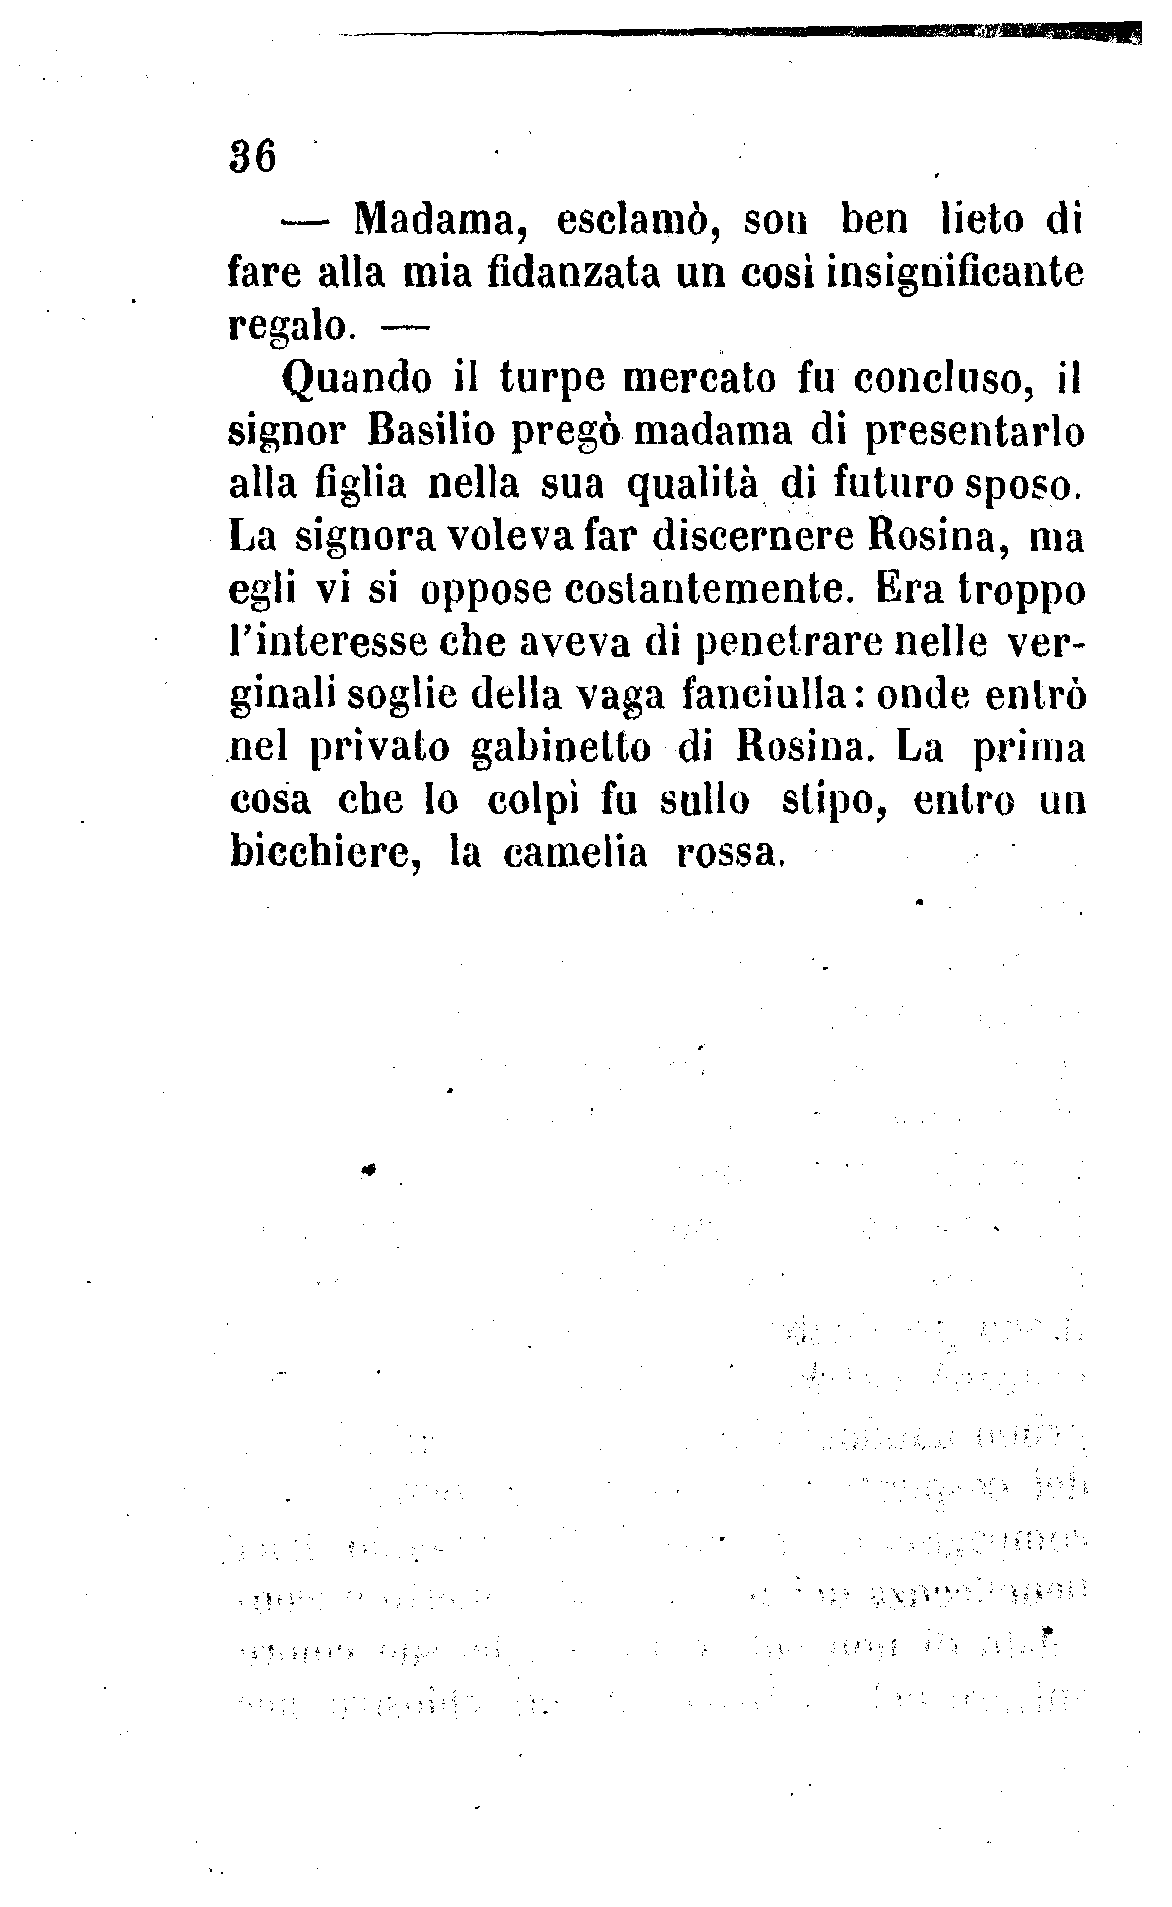 36
— Madama, esclamò, son ben lieto di
fare alla mia fidanzata un così insignificante
regalo. —
Quando il turpe mercato fu concluso, il
signor Basilio pregò madama di presentarlo
alla figlia nella sua qualità di futuro sposo.
La signora voleva far discernere Rosina, ma
egli vi si oppose costantemente. Era troppo
l'interesse che aveva di penetrare nelle ver-
ginali soglie della vaga fanciulla: onde entrò
nel privato gabinetto di Rosina. La prima
cosa che lo colpì fu sullo stipo, entro un
bicchiere, la camelia rossa.